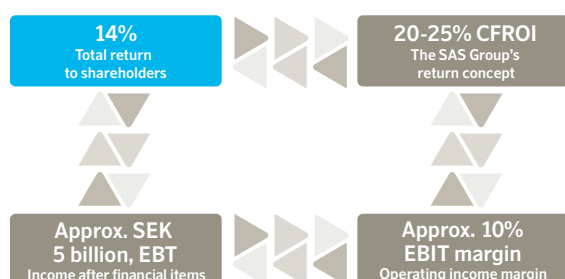 14%
Total return
to shareholders
20-25% CFROI
The SAS Group's
return concept
Approx. SEK
5 billion, EBT
Income after financial items
Approx. 10%
EBIT margin
Operating income margin